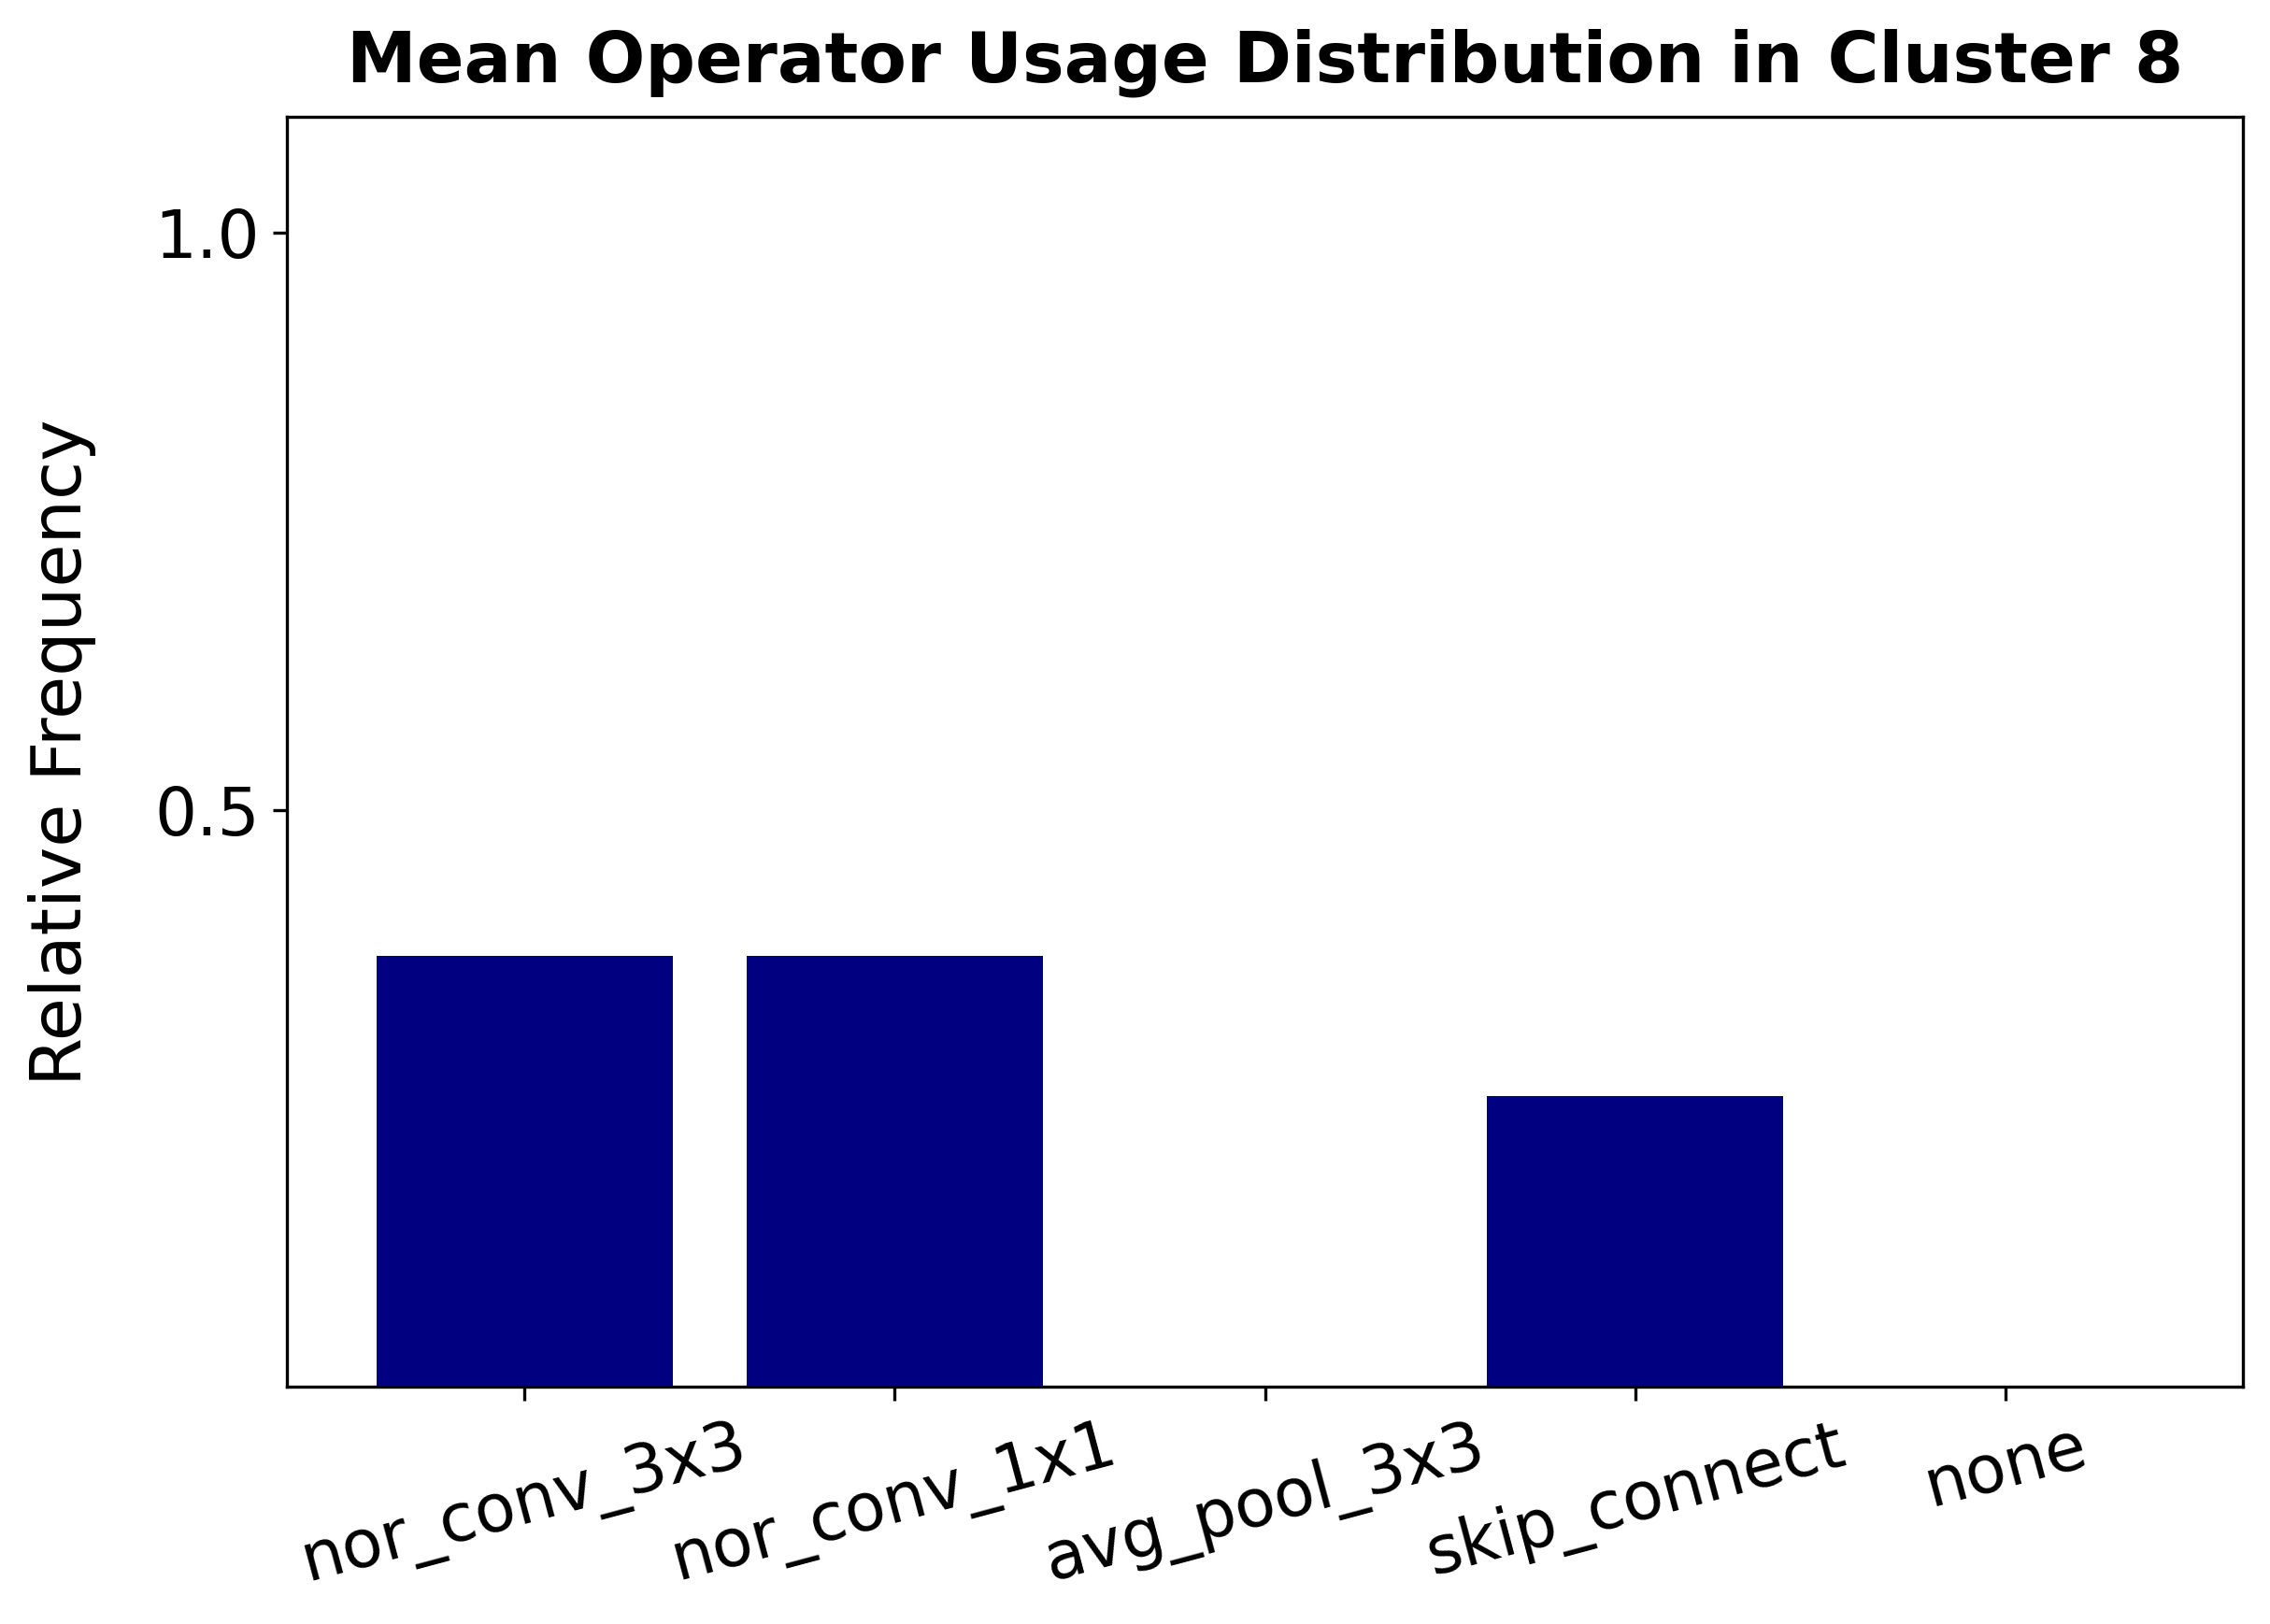 Mean Operator Usage Distribution in Cluster 8
1.0
0.5
Relative Frequency
nor_conv_3x3
nor_conv_1x1
avg_pool_3x3
skip_connect
none